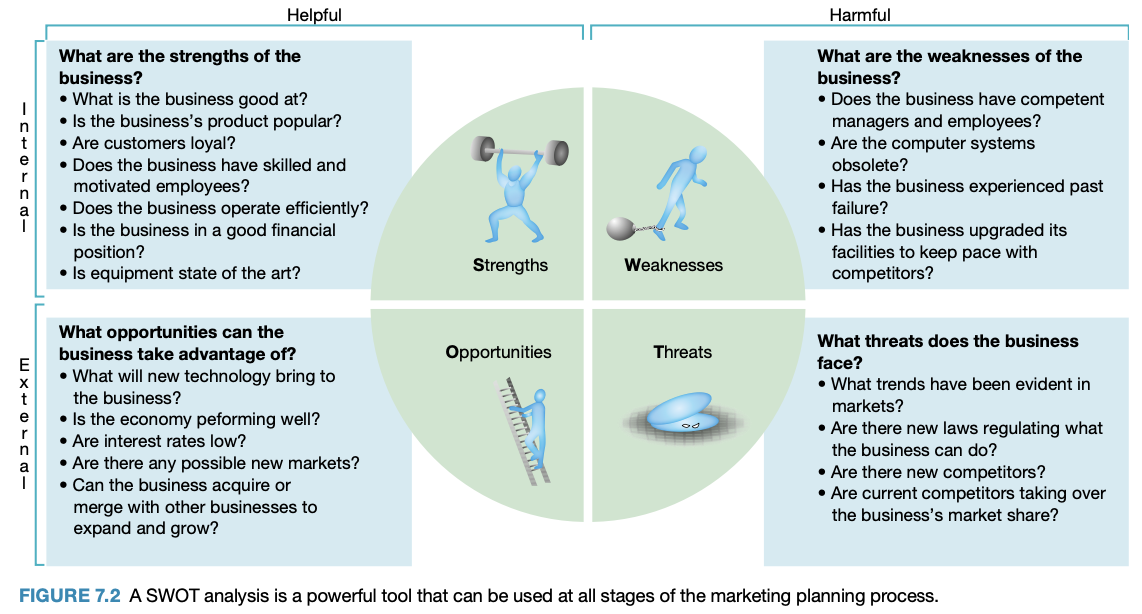 Helpful
Harmful
Internal
What are the strengths of the
business?
• What is the business good at?
• Is the business's product popular?
• Are customers loyal?
• Does the business have skilled and
motivated employees?
• Does the business operate efficiently?
• Is the business in a good financial
position?
• Is equipment state of the art?
Strengths
Weaknesses
What are the weaknesses of the
business?
• Does the business have competent
managers and employees?
• Are the computer systems
obsolete?
• Has the business experienced past
failure?
• Has the business upgraded its
facilities to keep pace with
competitors?
External
What opportunities can the
business take advantage of?
• What will new technology bring to
the business?
• Is the economy peforming well?
• Are interest rates low?
• Are there any possible new markets?
• Can the business acquire or
merge with other businesses to
expand and grow?
Opportunities
Threats
What threats does the business
face?
• What trends have been evident in
markets?
• Are there new laws regulating what
the business can do?
• Are there new competitors?
• Are current competitors taking over
the business's market share?
FIGURE 7.2 A SWOT analysis is a powerful tool that can be used at all stages of the marketing planning process.